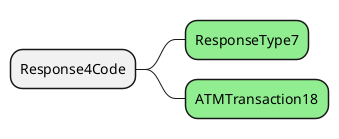 ResponseType7
Response4Code
ATMTransaction18